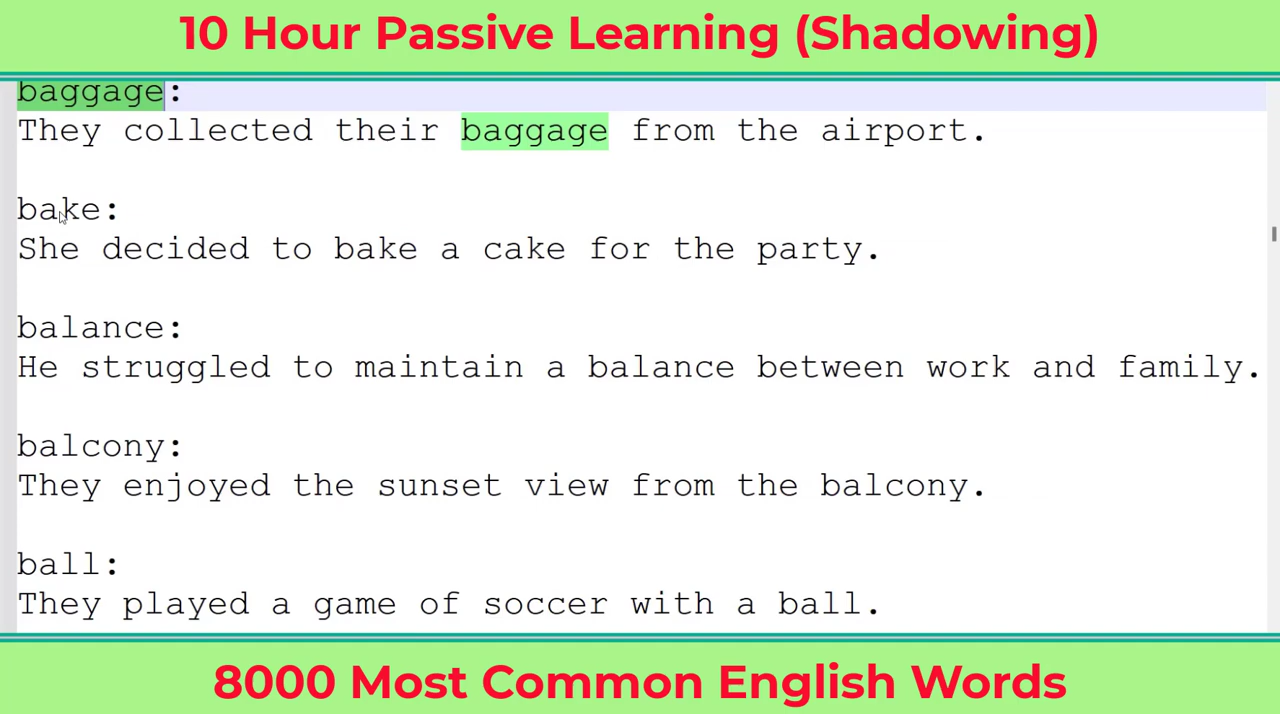 10 Hour Passive Learning (Shadowing)
baggage:
They collected their baggage from the airport.
bake:
She decided to bake a cake for the party.
balance:
He struggled to maintain a balance between work and family.
balcony:
They enjoyed the sunset view from the balcony.
ball:
They played a game of soccer with a ball.
8000 Most Common English Words